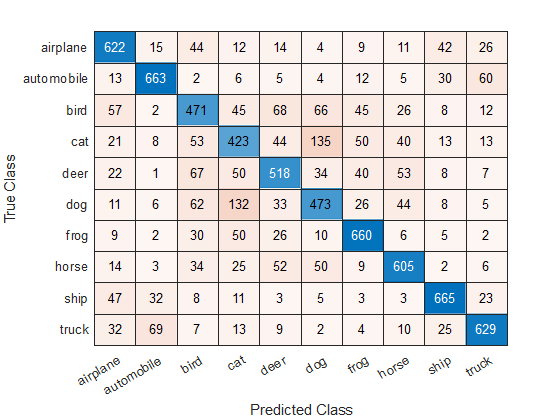 airplane 622 15 44 12 14 4 9 11 42 26
automobile 13 663 2 6 5 4 12 5 30 60
bird 57 2 471 45 68 66 45 26 8 12
cat 21 8 53 423 44 135 50 40 13 13
deer 22 1 67 50 518 34 40 53 8 7
dog 11 6 62 132 33 473 26 44 8 5
frog 9 2 30 50 26 10 660 6 5 2
horse 14 3 34 25 52 50 9 605 2 6
ship 47 32 8 11 3 5 3 3 665 23
truck 32 69 7 13 9 2 4 10 25 629
airplane automobile bird cat deer dog frog horse ship truck
True Class
Predicted Class